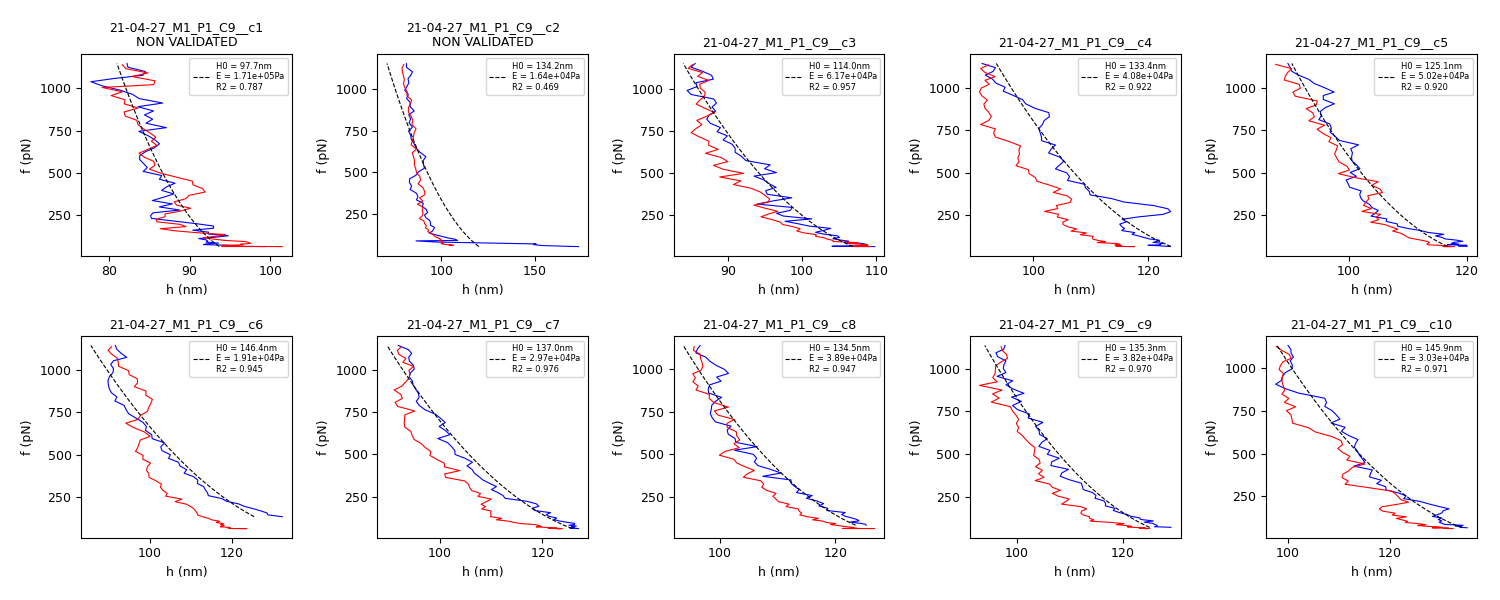 21-04-27_M1_P1_C9__c1
NON VALIDATED
H0 = 97.7nm
E = 1.71e+05Pa
R2 = 0.787
f (pN)
1000
750
500
250
80 90 100
h (nm)
21-04-27_M1_P1_C9__c2
NON VALIDATED
H0 = 134.2nm
E = 1.64e+04Pa
R2 = 0.469
f (pN)
1000
750
500
250
100 150
h (nm)
21-04-27_M1_P1_C9__c3
H0 = 114.0nm
E = 6.17e+04Pa
R2 = 0.957
f (pN)
1000
750
500
250
90 100 110
h (nm)
21-04-27_M1_P1_C9__c4
H0 = 133.4nm
E = 4.08e+04Pa
R2 = 0.922
f (pN)
1000
750
500
250
100 120
h (nm)
21-04-27_M1_P1_C9__c5
H0 = 125.1nm
E = 5.02e+04Pa
R2 = 0.920
f (pN)
1000
750
500
250
100 120
h (nm)
21-04-27_M1_P1_C9__c6
H0 = 146.4nm
E = 1.91e+04Pa
R2 = 0.945
f (pN)
1000
750
500
250
100 120
h (nm)
21-04-27_M1_P1_C9__c7
H0 = 137.0nm
E = 2.97e+04Pa
R2 = 0.976
f (pN)
1000
750
500
250
100 120
h (nm)
21-04-27_M1_P1_C9__c8
H0 = 134.5nm
E = 3.89e+04Pa
R2 = 0.947
f (pN)
1000
750
500
250
100 120
h (nm)
21-04-27_M1_P1_C9__c9
H0 = 135.3nm
E = 3.82e+04Pa
R2 = 0.970
f (pN)
1000
750
500
250
100 120
h (nm)
21-04-27_M1_P1_C9__c10
H0 = 145.9nm
E = 3.03e+04Pa
R2 = 0.971
f (pN)
1000
750
500
250
100 120
h (nm)